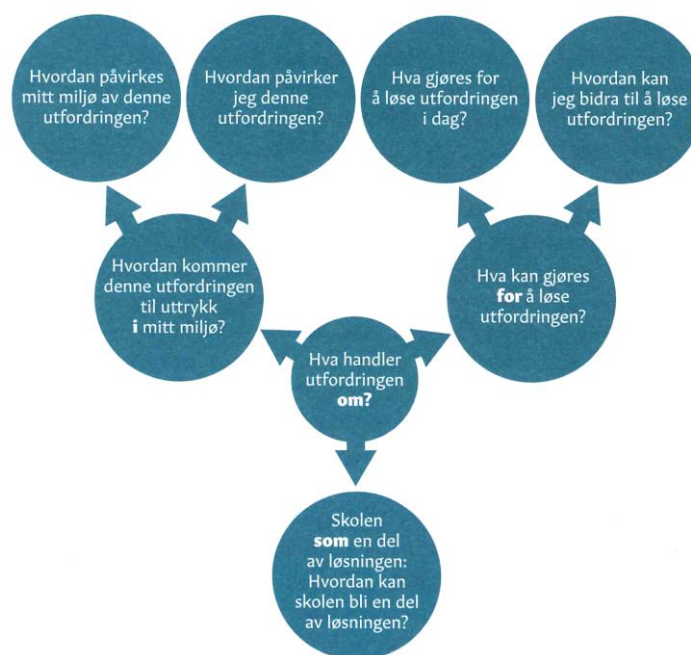 Hvordan påvirkes
mitt miljø av denne
utfordringen?
Hvordan påvirker
jeg denne
utfordringen?
Hva gjøres for
å løse utfordringen
i dag?
Hvordan kan
jeg bidra til å løse
utfordringen?
Hvordan kommer
denne utfordringen
til uttrykk
i mitt miljø?
Hva kan gjøres
for å løse
utfordringen?
Hva handler
utfordringen
om?
Skolen
som en del
av løsningen:
Hvordan kan
skolen bli en del
av løsningen?